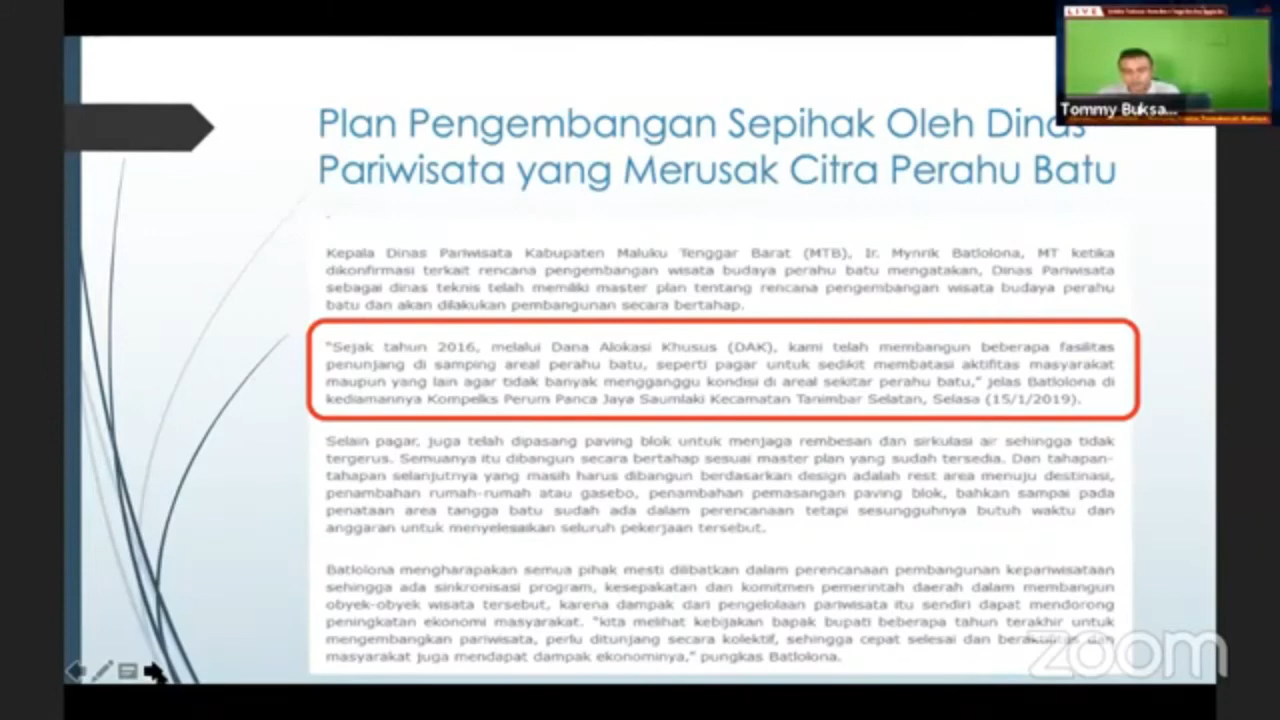 LIVE
Tommy Buksa...
Plan Pengembangan Sepihak Oleh Dinas
Pariwisata yang Merusak Citra Perahu Batu
Kepala Dinas Pariwisata Kabupaten Maluku Tenggar Barat (MTB), Ir. Mynrik Batlolona, MT ketika
dikonfirmasi terkait rencana pengembangan wisata budaya perahu batu mengatakan, Dinas Pariwisata
sebagai dinas teknis telah memiliki master plan tentang rencana pengembangan wisata budaya perahu
batu dan akan dilakukan pembangunan secara bertahap.
"Sejak tahun 2016, melalui Dana Alokasi Khusus (DAK), kami telah membangun beberapa fasilitas
penunjang di samping areal perahu batu, seperti pagar untuk sedikit membatasi aktifitas masyarakat
maupun yang lain agar tidak banyak mengganggu kondisi di areal sekitar perahu batu," jelas Batlolona di
kediamannya Kompelks Perum Panca Jaya Saumlaki Kecamatan Tanimbar Selatan, Selasa (15/1/2019).
Selain pagar, juga telah dipasang paving blok untuk menjaga rembesan dan sirkulasi air sehingga tidak
tergerus. Semuanya itu dibangun secara bertahap sesuai master plan yang sudah tersedia. Dan tahapan-
tahapan selanjutnya yang masih harus dibangun berdasarkan design adalah rest area menuju destinasi,
penambahan rumah-rumah atau gasebo, penambahan pemasangan paving blok, bahkan sampai pada
penataan area tangga batu sudah ada dalam perencanaan tetapi sesungguhnya butuh waktu dan
anggaran untuk menyelesaikan seluruh pekerjaan tersebut.
Batlolona mengharapakan semua pihak mesti dilibatkan dalam perencanaan pembangunan kepariwisataan
sehingga ada sinkronisasi program, kesepakatan dan komitmen pemerintah daerah dalam membangun
obyek-obyek wisata tersebut, karena dampak dari pengelolaan pariwisata itu sendiri dapat mendorong
peningkatan ekonomi masyarakat. "kita melihat kebijakan bapak bupati beberapa tahun terakhir untuk
mengembangkan pariwisata, perlu ditunjang secara kolektif, sehingga cepat selesai dan dan
masyarakat juga mendapat dampak ekonominya," pungkas Batlolona.
zoom